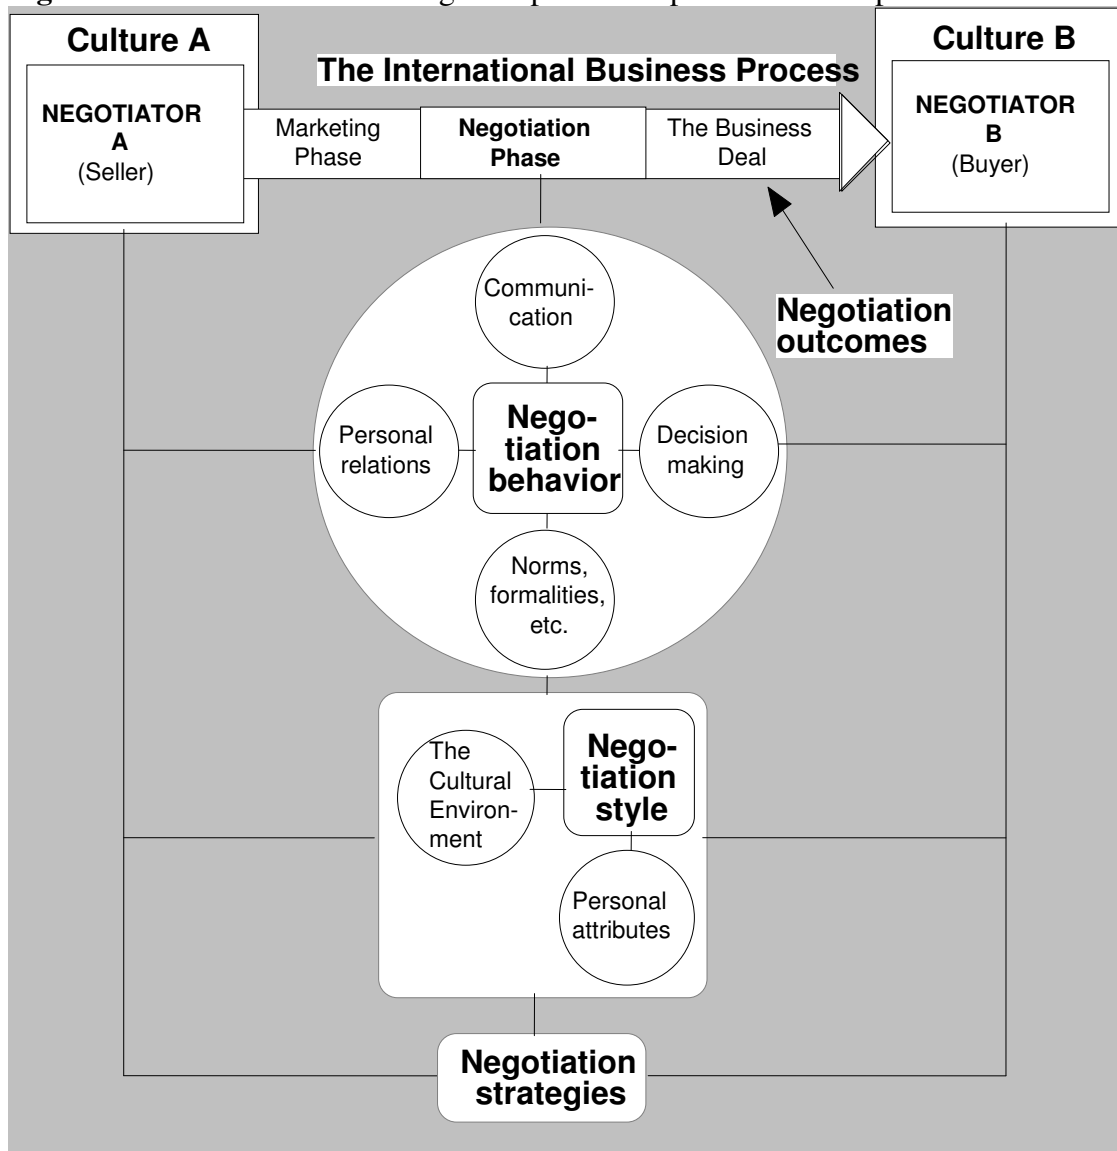 Culture A
Culture B
The International Business Process
NEGOTIATOR
A
(Seller)
Marketing
Phase
Negotiation
Phase
The Business
Deal
NEGOTIATOR
B
(Buyer)
Negotiation
outcomes
Communi-
cation
Personal
relations
Nego-
tiation
behavior
Decision
making
Norms,
formalities,
etc.
The
Cultural
Environ-
ment
Nego-
tiation
style
Personal
attributes
Negotiation
strategies